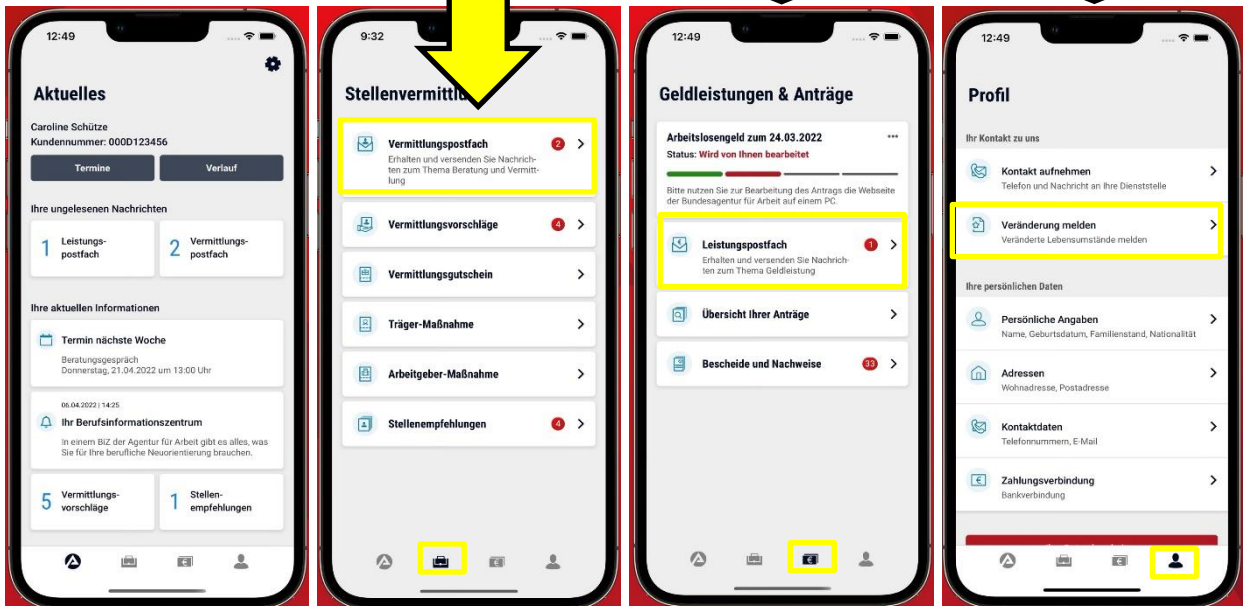 12:49
Aktuelles
Caroline Schütze
Kundennummer: 000D123456
Termine
Verlauf
Ihre ungelesenen Nachrichten
1 Leistungs-
postfach
2 Vermittlungs-
postfach
Ihre aktuellen Informationen
Termin nächste Woche
Beratungsgespräch
Donnerstag, 21.04.2022 um 13:00 Uhr
06.04.2022 | 14:25
Ihr Berufsinformationszentrum
In einem BiZ der Agentur für Arbeit gibt es alles, was
Sie für Ihre berufliche Neuorientierung brauchen.
5 Vermittlungs-
vorschläge
1 Stellen-
empfehlungen
9:32
Stellenvermittlu
Vermittlungspostfach 2
Erhalten und versenden Sie Nachrich-
ten zum Thema Beratung und Vermitt-
lung
Vermittlungsvorschläge 4
Vermittlungsgutschein
Träger-Maßnahme
Arbeitgeber-Maßnahme
Stellenempfehlungen 4
12:49
Geldleistungen & Anträge
Arbeitslosengeld zum 24.03.2022
Status: Wird von Ihnen bearbeitet
Bitte nutzen Sie zur Bearbeitung des Antrags die Webseite
der Bundesagentur für Arbeit auf einem PC.
Leistungspostfach 1
Erhalten und versenden Sie Nachrich-
ten zum Thema Geldleistung
Übersicht Ihrer Anträge
Bescheide und Nachweise 33
12:49
Profil
Ihr Kontakt zu uns
Kontakt aufnehmen
Telefon und Nachricht an Ihre Dienststelle
Veränderung melden
Veränderte Lebensumstände melden
Ihre persönlichen Daten
Persönliche Angaben
Name, Geburtsdatum, Familienstand, Nationalität
Adressen
Wohnadresse, Postadresse
Kontaktdaten
Telefonnummern, E-Mail
Zahlungsverbindung
Bankverbindung